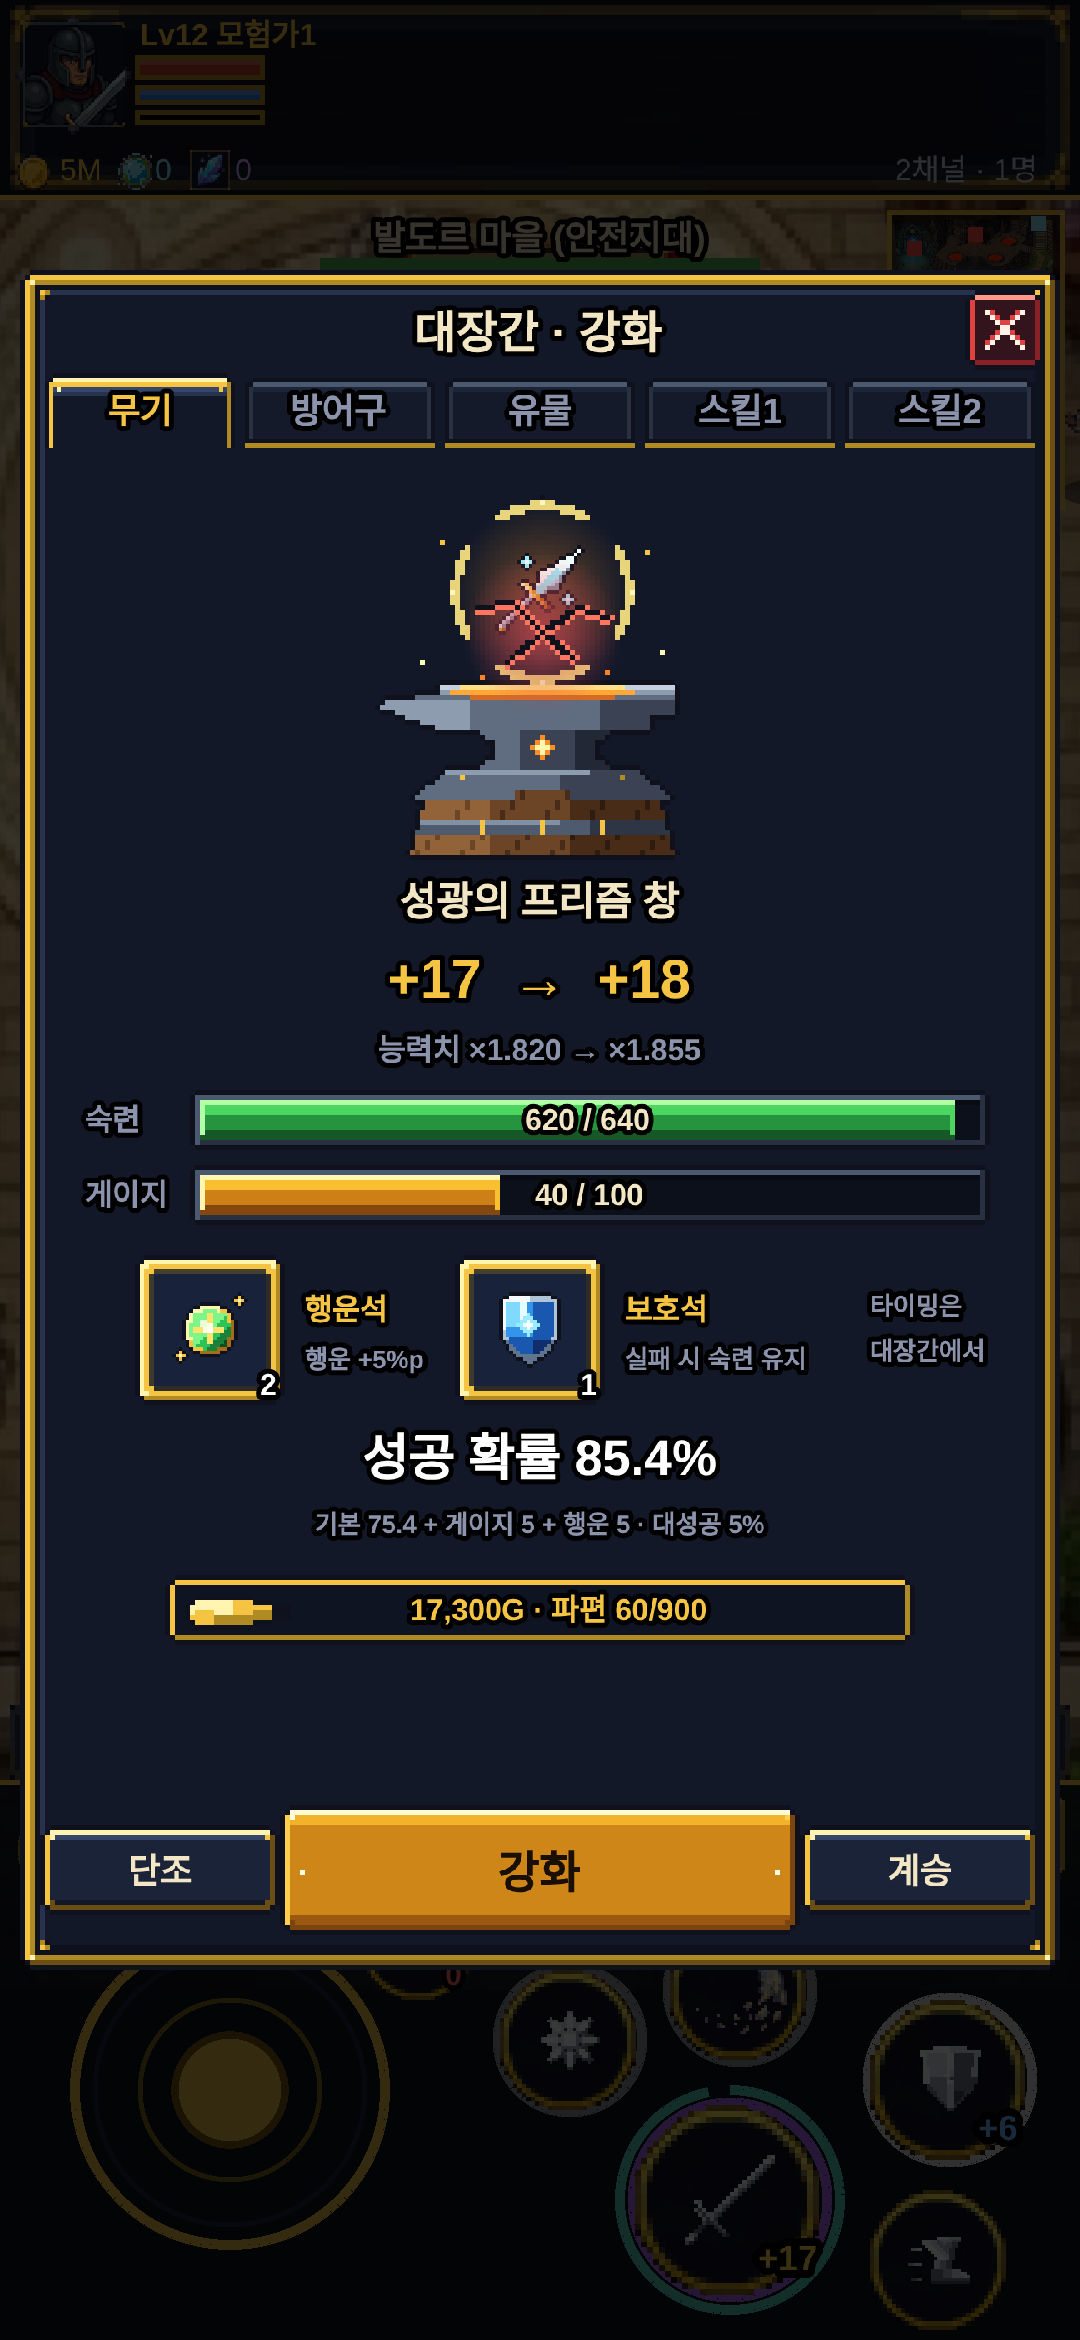 Lv12 모험가1
5M 0 0
2채널 · 1명
발도르 마을 (안전지대)
대장간 · 강화
무기 방어구 유물 스킬1 스킬2
성광의 프리즘 창
+17 → +18
능력치 ×1.820 → ×1.855
숙련 620 / 640
게이지 40 / 100
2 행운석
행운 +5%p
1 보호석
실패 시 숙련 유지
타이밍은
대장간에서
성공 확률 85.4%
기본 75.4 + 게이지 5 + 행운 5 · 대성공 5%
17,300G · 파편 60/900
단조 강화 계승
0
+6
+17